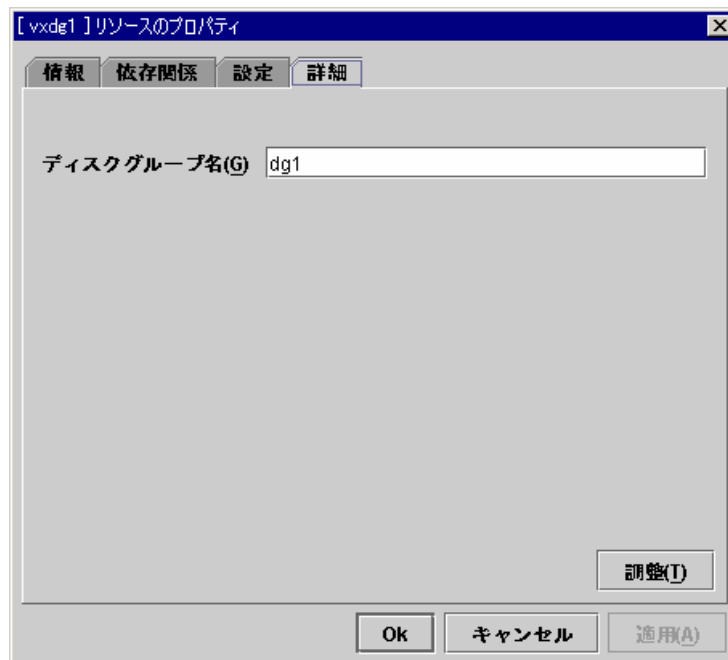 [ vxdg1 ]リソースのプロパティ
情報 依存関係 設定 詳細
ディスクグループ名(G) dg1
調整(T)
Ok キャンセル 適用(A)